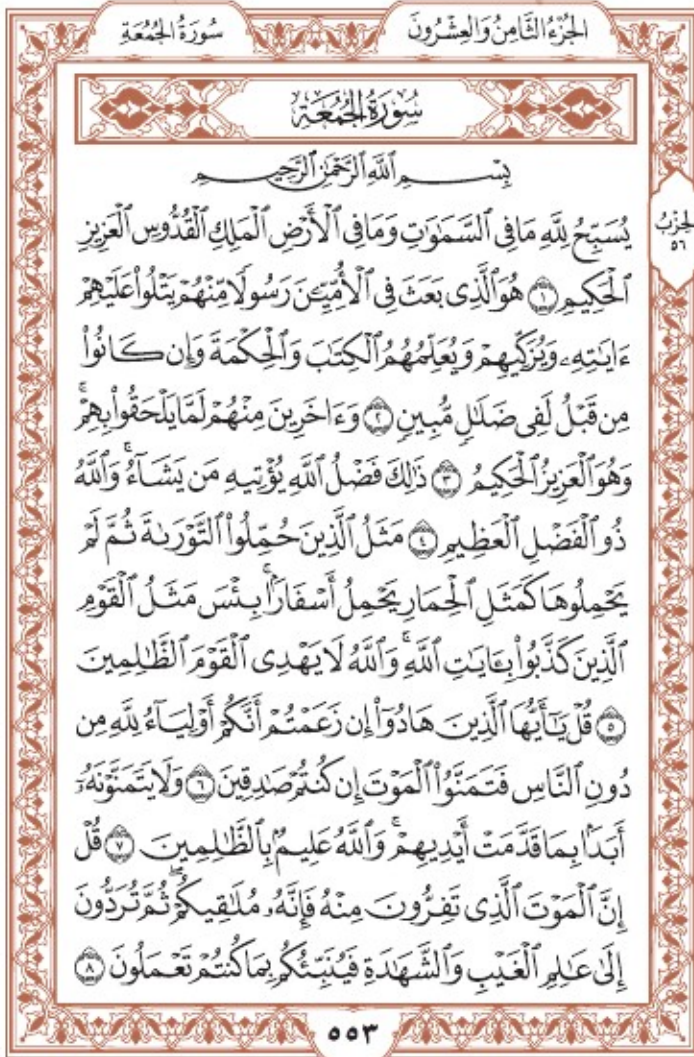 الجُزْءُ الثَّامِنُ وَالعِشْرُونَ
سُورَةُ الجُمُعَةِ
سُورَةُ الجُمُعَةِ
بِسْمِ ٱللَّهِ ٱلرَّحْمَٰنِ ٱلرَّحِيمِ
يُسَبِّحُ لِلَّهِ مَا فِي ٱلسَّمَٰوَٰتِ وَمَا فِي ٱلْأَرْضِ ٱلْمَلِكِ ٱلْقُدُّوسِ ٱلْعَزِيزِ
ٱلْحَكِيمِ ١ هُوَ ٱلَّذِي بَعَثَ فِي ٱلْأُمِّيِّـۧنَ رَسُولًا مِّنْهُمْ يَتْلُواْ عَلَيْهِمْ
ءَايَٰتِهِۦ وَيُزَكِّيهِمْ وَيُعَلِّمُهُمُ ٱلْكِتَٰبَ وَٱلْحِكْمَةَ وَإِن كَانُواْ
مِن قَبْلُ لَفِي ضَلَٰلٍ مُّبِينٍ ٢ وَءَاخَرِينَ مِنْهُمْ لَمَّا يَلْحَقُواْ بِهِمْۚ
وَهُوَ ٱلْعَزِيزُ ٱلْحَكِيمُ ٣ ذَٰلِكَ فَضْلُ ٱللَّهِ يُؤْتِيهِ مَن يَشَآءُۚ وَٱللَّهُ
ذُو ٱلْفَضْلِ ٱلْعَظِيمِ ٤ مَثَلُ ٱلَّذِينَ حُمِّلُواْ ٱلتَّوْرَىٰةَ ثُمَّ لَمْ
يَحْمِلُوهَا كَمَثَلِ ٱلْحِمَارِ يَحْمِلُ أَسْفَارَۢاۚ بِئْسَ مَثَلُ ٱلْقَوْمِ
ٱلَّذِينَ كَذَّبُواْ بِـَٔايَٰتِ ٱللَّهِۚ وَٱللَّهُ لَا يَهْدِي ٱلْقَوْمَ ٱلظَّٰلِمِينَ
٥ قُلْ يَٰٓأَيُّهَا ٱلَّذِينَ هَادُوٓاْ إِن زَعَمْتُمْ أَنَّكُمْ أَوْلِيَآءُ لِلَّهِ مِن
دُونِ ٱلنَّاسِ فَتَمَنَّوُاْ ٱلْمَوْتَ إِن كُنتُمْ صَٰدِقِينَ ٦ وَلَا يَتَمَنَّوْنَهُۥٓ
أَبَدَۢا بِمَا قَدَّمَتْ أَيْدِيهِمْۚ وَٱللَّهُ عَلِيمُۢ بِٱلظَّٰلِمِينَ ٧ قُلْ
إِنَّ ٱلْمَوْتَ ٱلَّذِي تَفِرُّونَ مِنْهُ فَإِنَّهُۥ مُلَٰقِيكُمْۖ ثُمَّ تُرَدُّونَ
إِلَىٰ عَٰلِمِ ٱلْغَيْبِ وَٱلشَّهَٰدَةِ فَيُنَبِّئُكُم بِمَا كُنتُمْ تَعْمَلُونَ ٨
الحِزْبُ
٥٦
٥٥٣